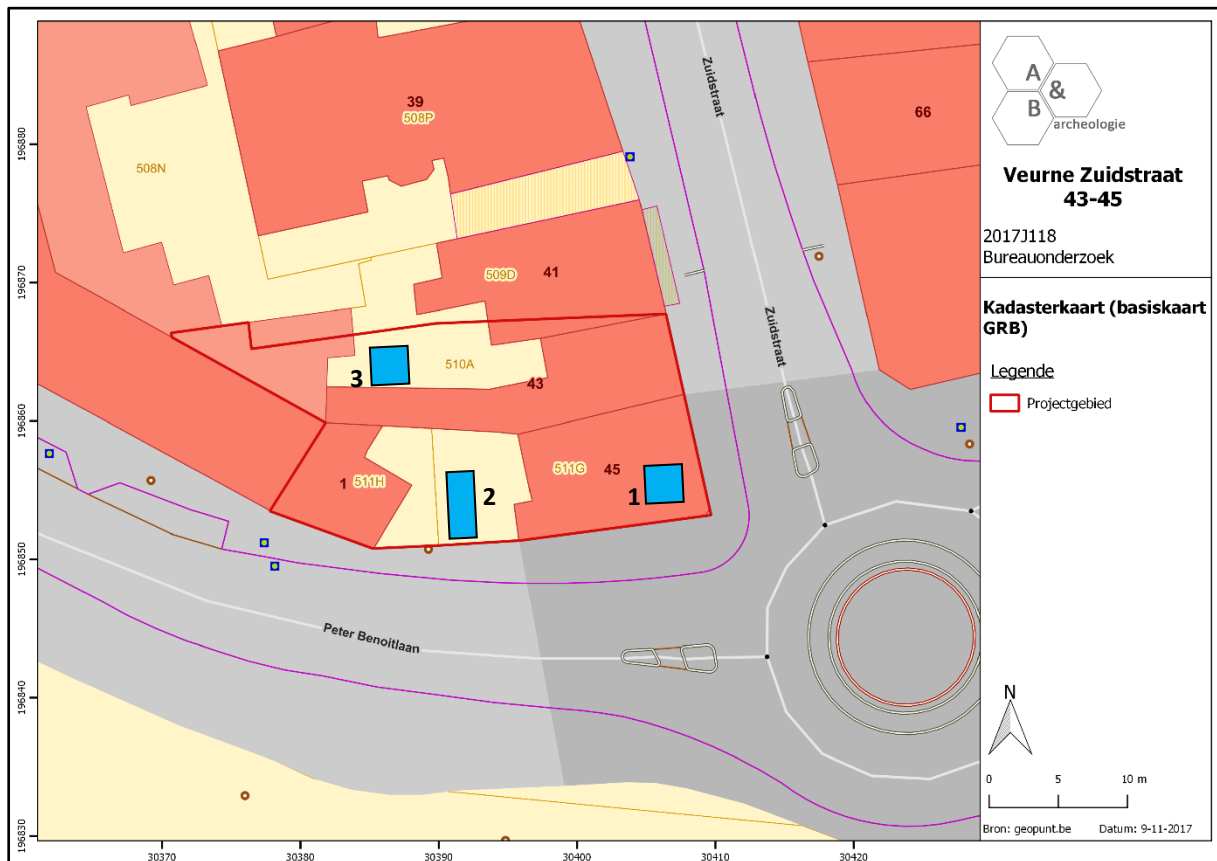 39
508P
508N
Zuidstraat
66
509D
41
Zuidstraat
3
510A
43
1
511H
2
511G
45
1
Peter Benoitlaan
196880
196870
196860
196850
196840
196830
30370
30380
30390
30400
30410
30420
A
&
B
archeologie
Veurne Zuidstraat
43-45
2017J118
Bureauonderzoek
Kadasterkaart (basiskaart
GRB)
Legende
Projectgebied
N
0 5 10 m
Bron: geopunt.be Datum: 9-11-2017